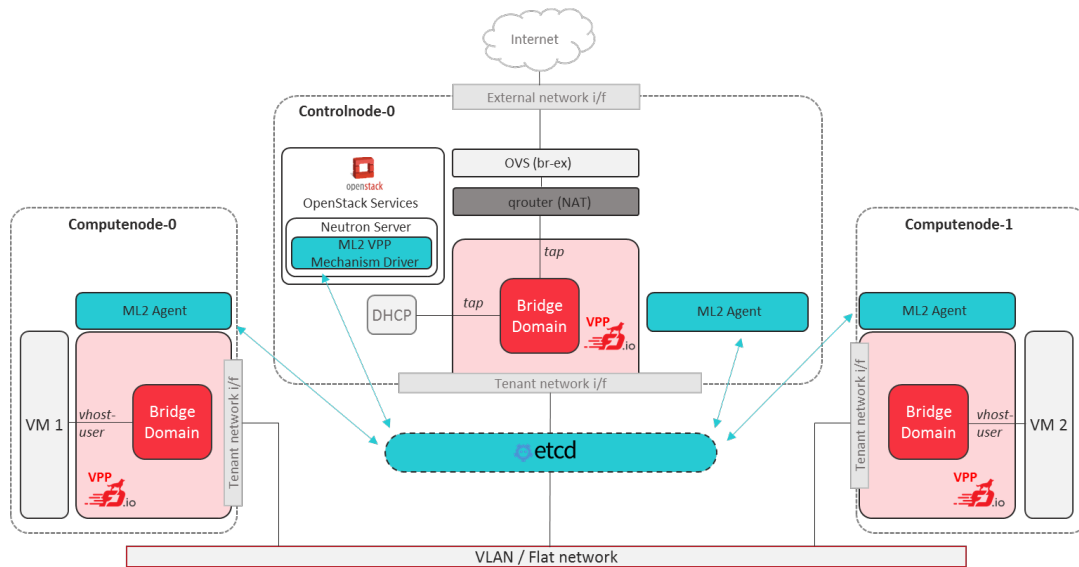 Internet
External network i/f
Controlnode-0
OVS (br-ex)
openstack
OpenStack Services
qrouter (NAT)
Neutron Server
ML2 VPP
Mechanism Driver
tap
DHCP
tap
Bridge
Domain
VPP
.io
ML2 Agent
Tenant network i/f
Computenode-0
ML2 Agent
VM 1
vhost-
user
Bridge
Domain
VPP
.io
Tenant network i/f
Computenode-1
ML2 Agent
Tenant network i/f
Bridge
Domain
vhost-
user
VM 2
VPP
.io
etcd
VLAN / Flat network